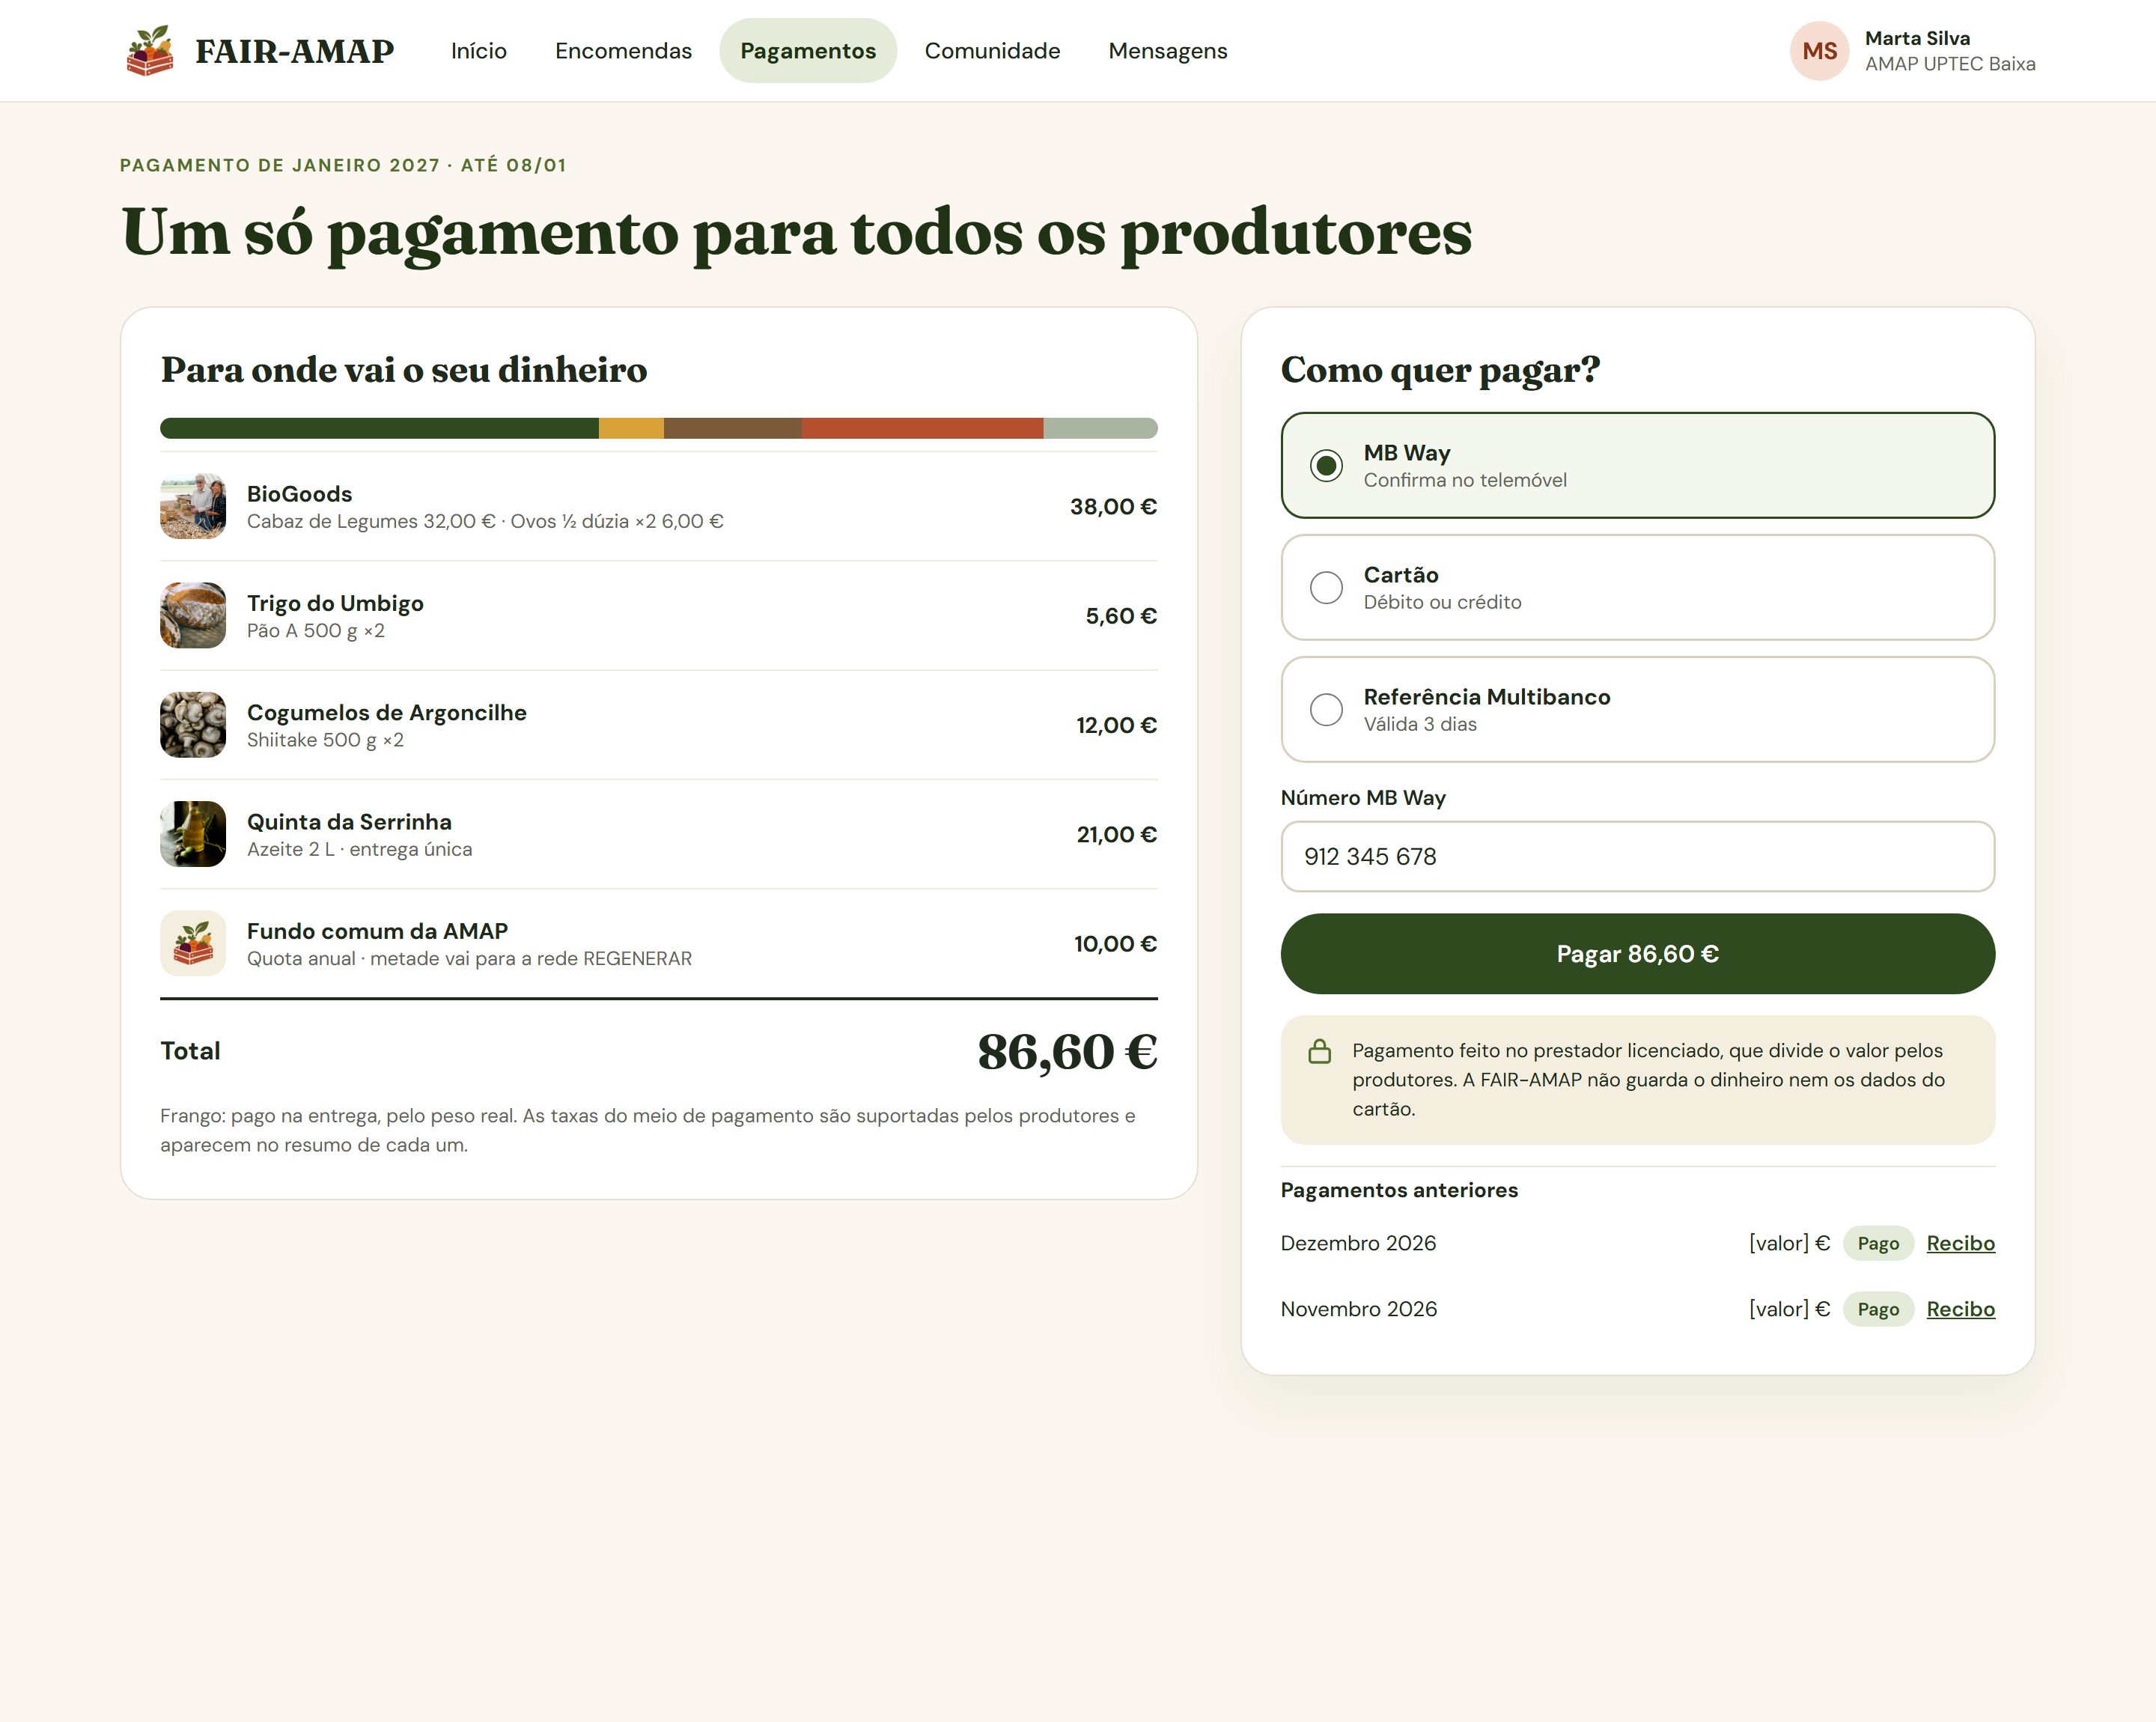 FAIR-AMAP
Início
Encomendas
Pagamentos
Comunidade
Mensagens
MS
Marta Silva
AMAP UPTEC Baixa
PAGAMENTO DE JANEIRO 2027 · ATÉ 08/01
Um só pagamento para todos os produtores
Para onde vai o seu dinheiro
BioGoods
Cabaz de Legumes 32,00 € · Ovos ½ dúzia ×2 6,00 €
38,00 €
Trigo do Umbigo
Pão A 500 g ×2
5,60 €
Cogumelos de Argoncilhe
Shiitake 500 g ×2
12,00 €
Quinta da Serrinha
Azeite 2 L · entrega única
21,00 €
Fundo comum da AMAP
Quota anual · metade vai para a rede REGENERAR
10,00 €
Total
86,60 €
Frango: pago na entrega, pelo peso real. As taxas do meio de pagamento são suportadas pelos produtores e
aparecem no resumo de cada um.
Como quer pagar?
MB Way
Confirma no telemóvel
Cartão
Débito ou crédito
Referência Multibanco
Válida 3 dias
Número MB Way
912 345 678
Pagar 86,60 €
Pagamento feito no prestador licenciado, que divide o valor pelos
produtores. A FAIR-AMAP não guarda o dinheiro nem os dados do
cartão.
Pagamentos anteriores
Dezembro 2026
[valor] €
Pago
Recibo
Novembro 2026
[valor] €
Pago
Recibo